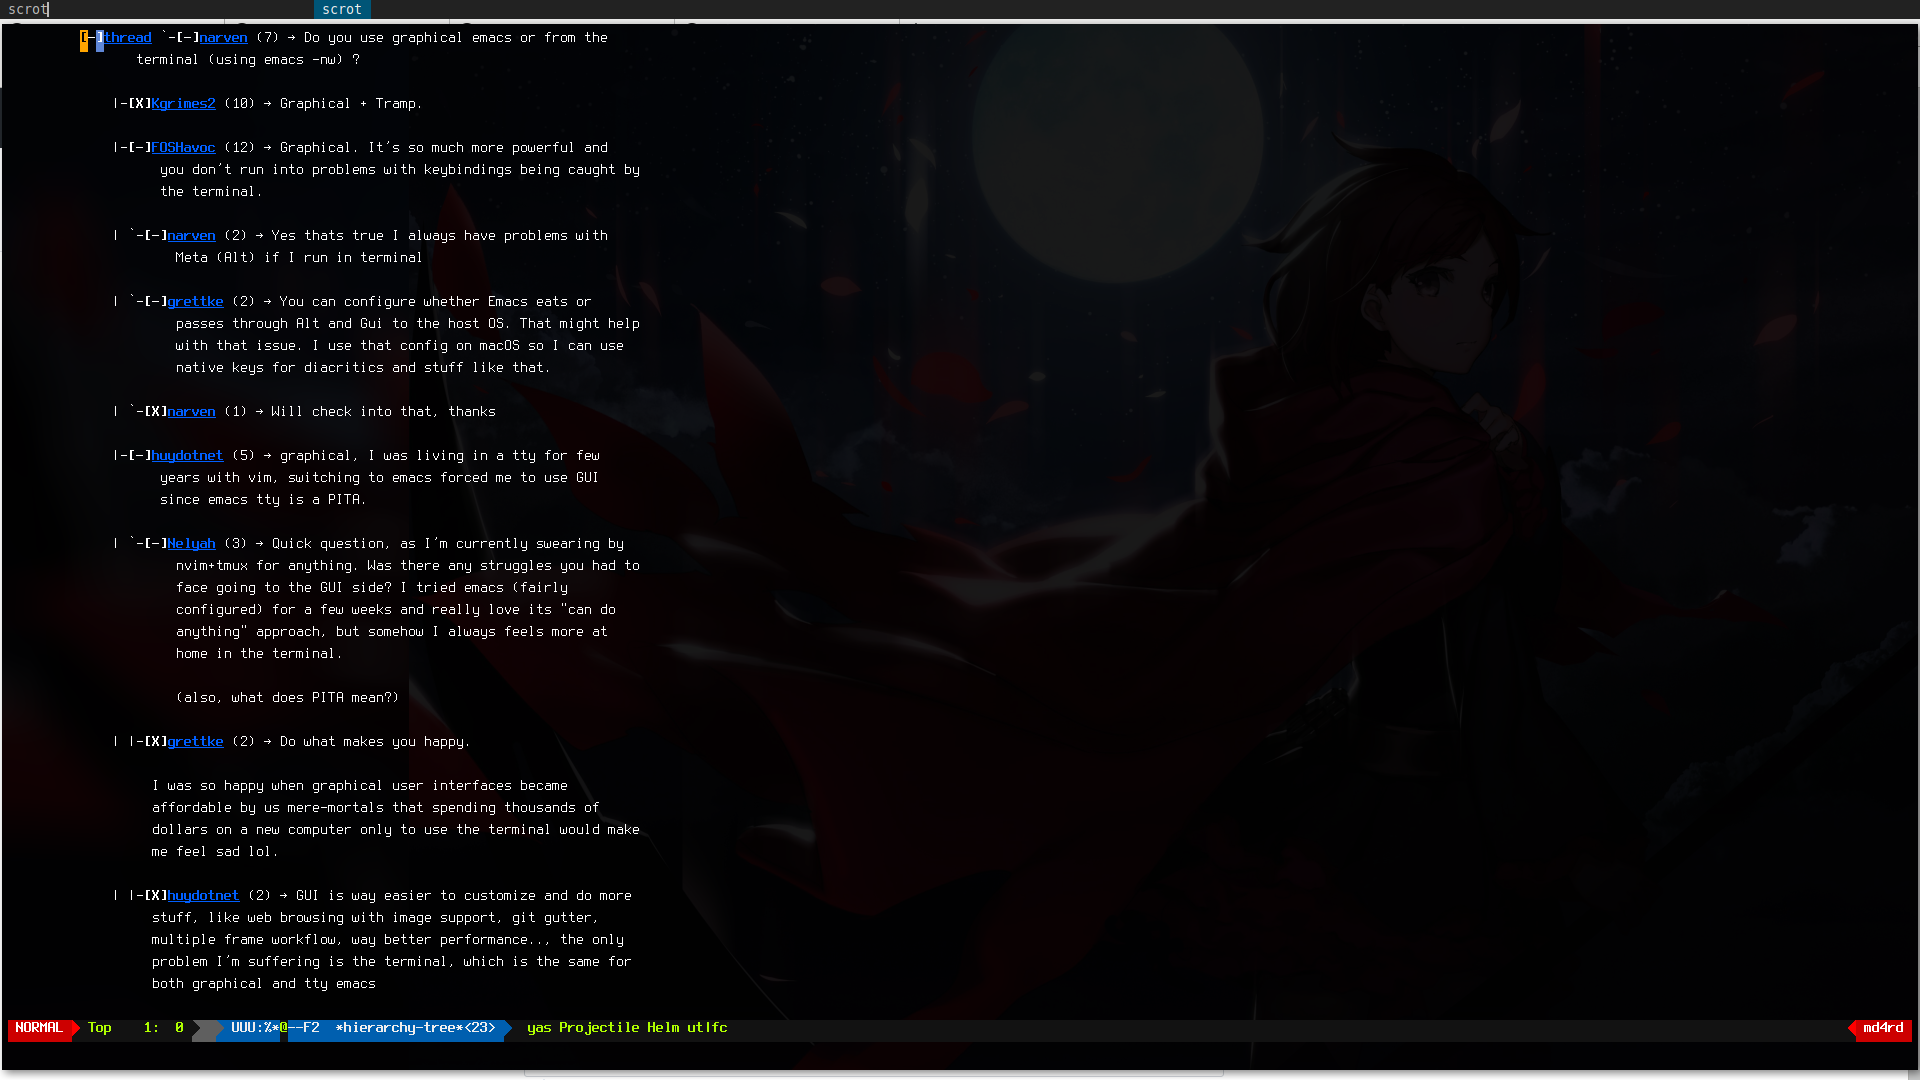 scrot scrot
[-]thread `-[-]narven (7) → Do you use graphical emacs or from the
terminal (using emacs -nw) ?
|-[X]Kgrimes2 (10) → Graphical + Tramp.
|-[-]FOSHavoc (12) → Graphical. It's so much more powerful and
you don't run into problems with keybindings being caught by
the terminal.
| `-[-]narven (2) → Yes thats true I always have problems with
Meta (Alt) if I run in terminal
| `-[-]grettke (2) → You can configure whether Emacs eats or
passes through Alt and Gui to the host OS. That might help
with that issue. I use that config on macOS so I can use
native keys for diacritics and stuff like that.
| `-[X]narven (1) → Will check into that, thanks
|-[-]huydotnet (5) → graphical, I was living in a tty for few
years with vim, switching to emacs forced me to use GUI
since emacs tty is a PITA.
| `-[-]Nelyah (3) → Quick question, as I'm currently swearing by
nvim+tmux for anything. Was there any struggles you had to
face going to the GUI side? I tried emacs (fairly
configured) for a few weeks and really love its "can do
anything" approach, but somehow I always feels more at
home in the terminal.
(also, what does PITA mean?)
| |-[X]grettke (2) → Do what makes you happy.
I was so happy when graphical user interfaces became
affordable by us mere-mortals that spending thousands of
dollars on a new computer only to use the terminal would make
me feel sad lol.
| |-[X]huydotnet (2) → GUI is way easier to customize and do more
stuff, like web browsing with image support, git gutter,
multiple frame workflow, way better performance.., the only
problem I'm suffering is the terminal, which is the same for
both graphical and tty emacs
NORMAL Top 1: 0 UUU:%*@--F2 *hierarchy-tree*<23> yas Projectile Helm utlfc md4rd